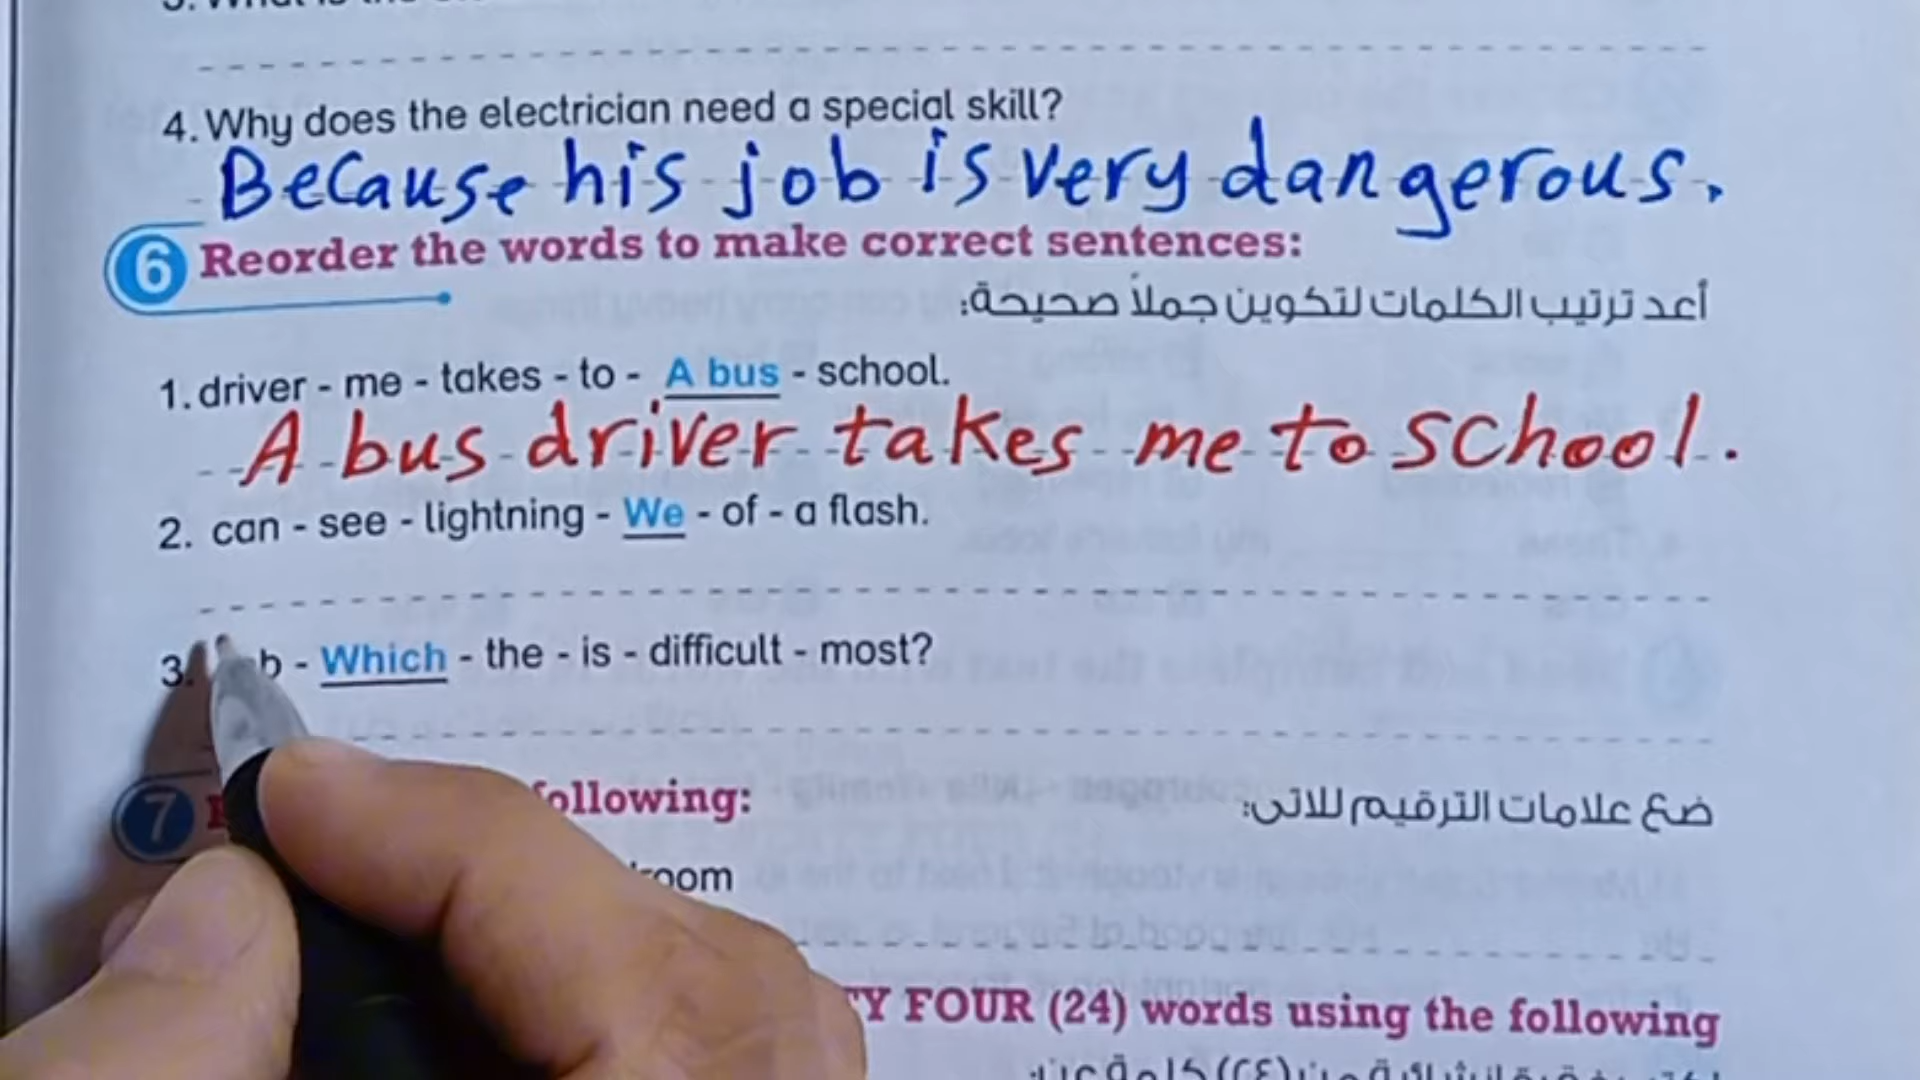 4. Why does the electrician need a special skill?
Because his job is very dangerous.
6 Reorder the words to make correct sentences:
أعد ترتيب الكلمات لتكوين جملاً صحيحة:
1. driver - me - takes - to - A bus - school.
A bus driver takes me to school.
2. can - see - lightning - We - of - a flash.
3. - Which - the - is - difficult - most?
7 following:
ضع علامات الترقيم للاتى:
FOUR (24) words using the following